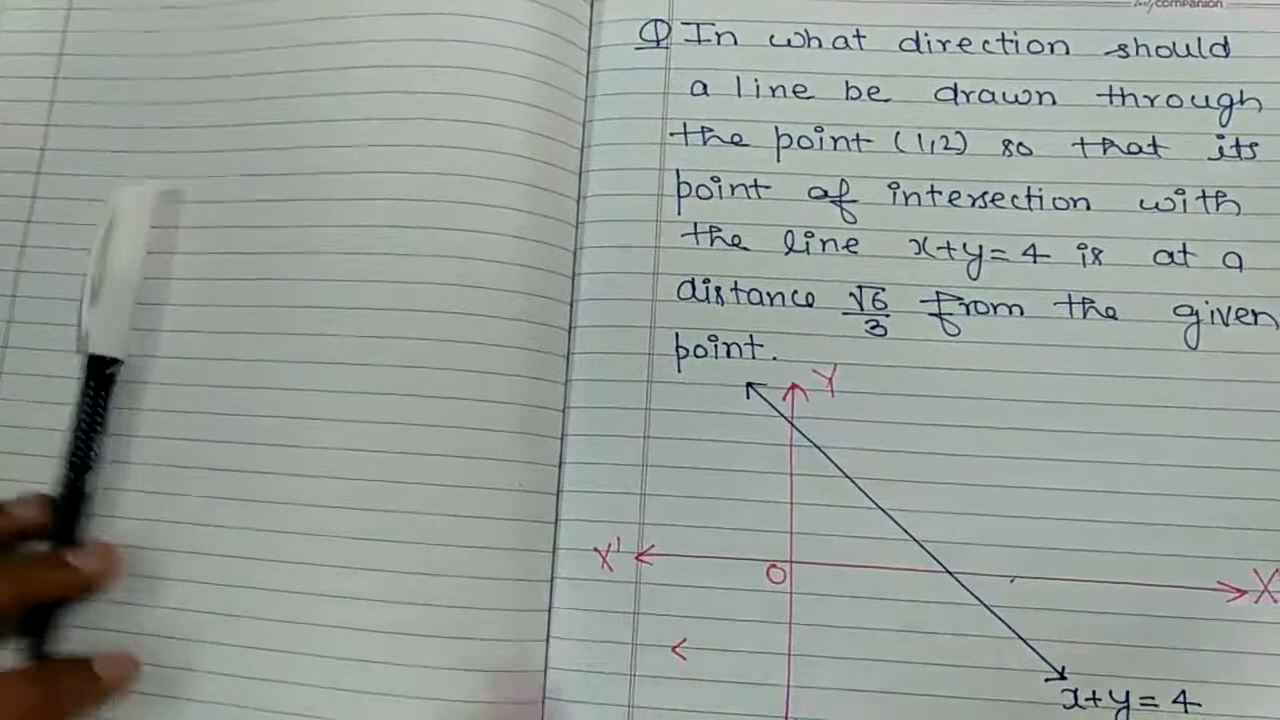 Companion
Q In what direction should
a line be drawn through
the point (1,2) so that its
point of intersection with
the line x+y=4 is at a
distance √6/3 from the given
point.
Y
X'
O
X
x+y=4